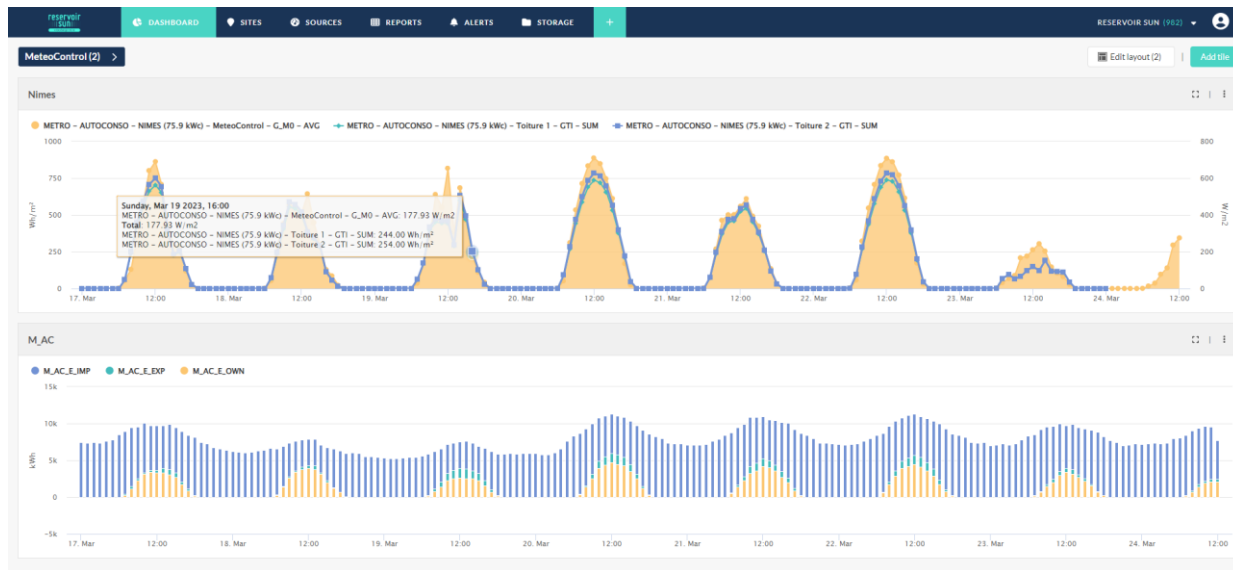 reservoir
sun
DASHBOARD
SITES
SOURCES
REPORTS
ALERTS
STORAGE
+
RESERVOIR SUN (982)
MeteoControl (2) >
Edit layout (2)
Add tile
Nimes
METRO – AUTOCONSO – NIMES (75.9 kWc) – MeteoControl – G_M0 – AVG
METRO – AUTOCONSO – NIMES (75.9 kWc) – Toiture 1 – GTI – SUM
METRO – AUTOCONSO – NIMES (75.9 kWc) – Toiture 2 – GTI – SUM
1000
750
500
250
0
Wh/m²
800
600
400
200
0
W/m2
Sunday, Mar 19 2023, 16:00
METRO – AUTOCONSO – NIMES (75.9 kWc) – MeteoControl – G_M0 – AVG: 177.93 W/m2
Total: 177.93 W/m2
METRO – AUTOCONSO – NIMES (75.9 kWc) – Toiture 1 – GTI – SUM: 244.00 Wh/m²
METRO – AUTOCONSO – NIMES (75.9 kWc) – Toiture 2 – GTI – SUM: 254.00 Wh/m²
17. Mar 12:00 18. Mar 12:00 19. Mar 12:00 20. Mar 12:00 21. Mar 12:00 22. Mar 12:00 23. Mar 12:00 24. Mar 12:00
M_AC
M_AC_E_IMP
M_AC_E_EXP
M_AC_E_OWN
15k
10k
5k
0
-5k
kWh
17. Mar 12:00 18. Mar 12:00 19. Mar 12:00 20. Mar 12:00 21. Mar 12:00 22. Mar 12:00 23. Mar 12:00 24. Mar 12:00